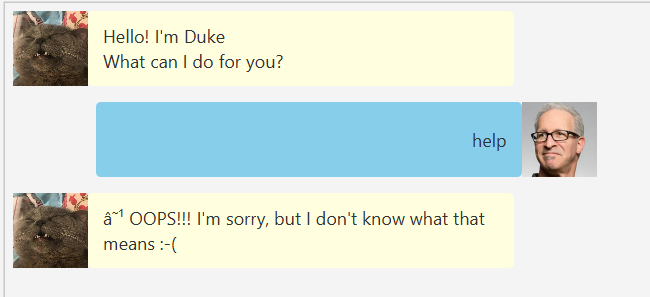 Hello! I'm Duke
What can I do for you?
help
â˜¹ OOPS!!! I'm sorry, but I don't know what that
means :-(